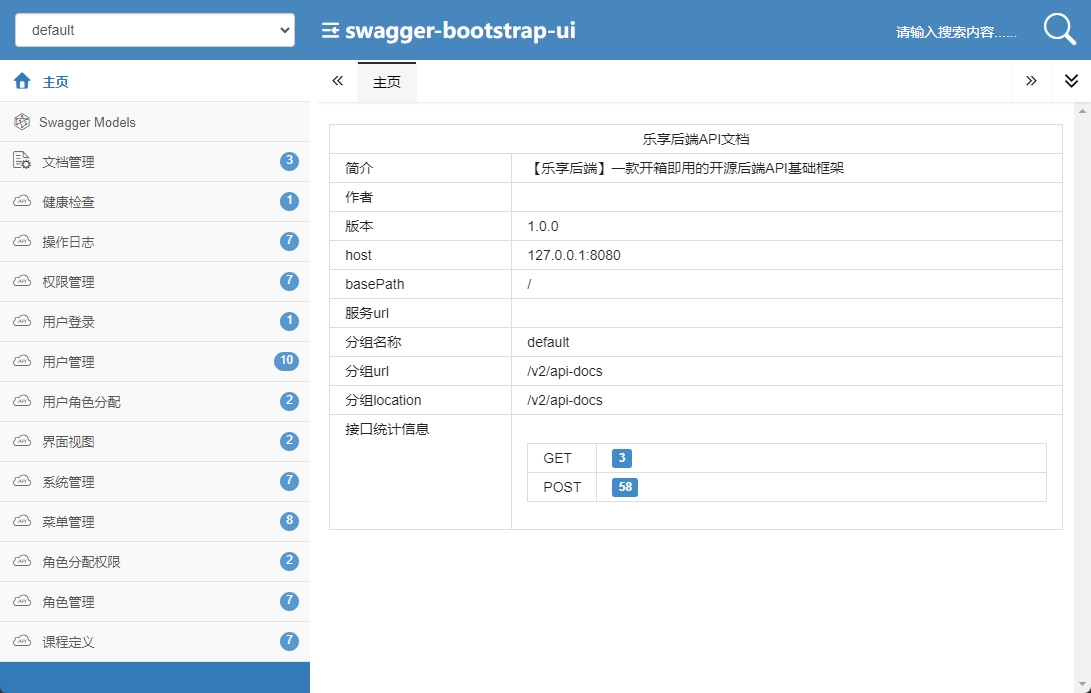 default
swagger-bootstrap-ui
请输入搜索内容......
主页
Swagger Models
文档管理 3
健康检查 1
操作日志 7
权限管理 7
用户登录 1
用户管理 10
用户角色分配 2
界面视图 2
系统管理 7
菜单管理 8
角色分配权限 2
角色管理 7
课程定义 7
主页
乐享后端API文档
简介 【乐享后端】一款开箱即用的开源后端API基础框架
作者
版本 1.0.0
host 127.0.0.1:8080
basePath /
服务url
分组名称 default
分组url /v2/api-docs
分组location /v2/api-docs
接口统计信息
GET 3
POST 58